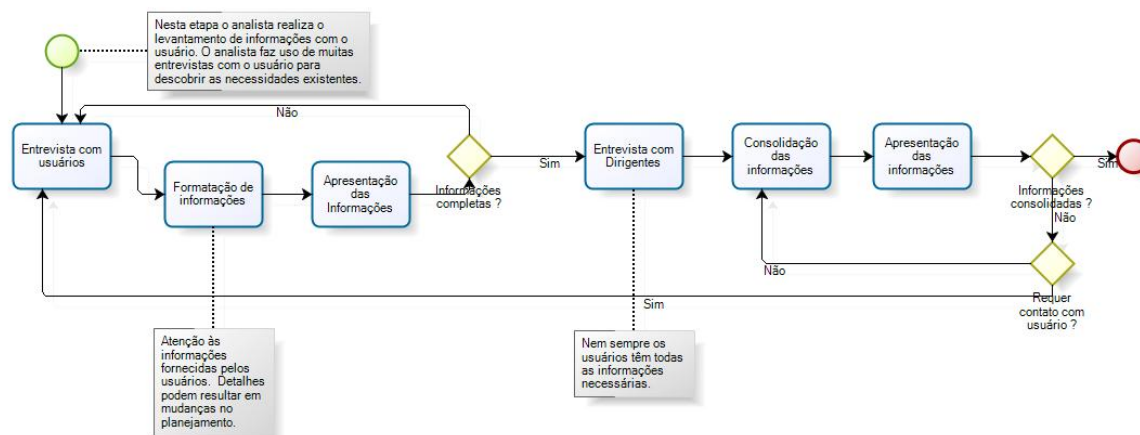 Nesta etapa o analista realiza o
levantamento de informações com o
usuário. O analista faz uso de muitas
entrevistas com o usuário para
descobrir as necessidades existentes.
Não
Entrevista com
usuários
Formatação de
informações
Apresentação
das
Informações
Informações
completas ?
Sim
Entrevista com
Dirigentes
Consolidação
das
informações
Apresentação
das
informações
Sim
Informações
consolidadas ?
Não
Não
Requer
contato com
usuário ?
Sim
Atenção às
informações
fornecidas pelos
usuários. Detalhes
podem resultar em
mudanças no
planejamento.
Nem sempre os
usuários têm todas
as informações
necessárias.